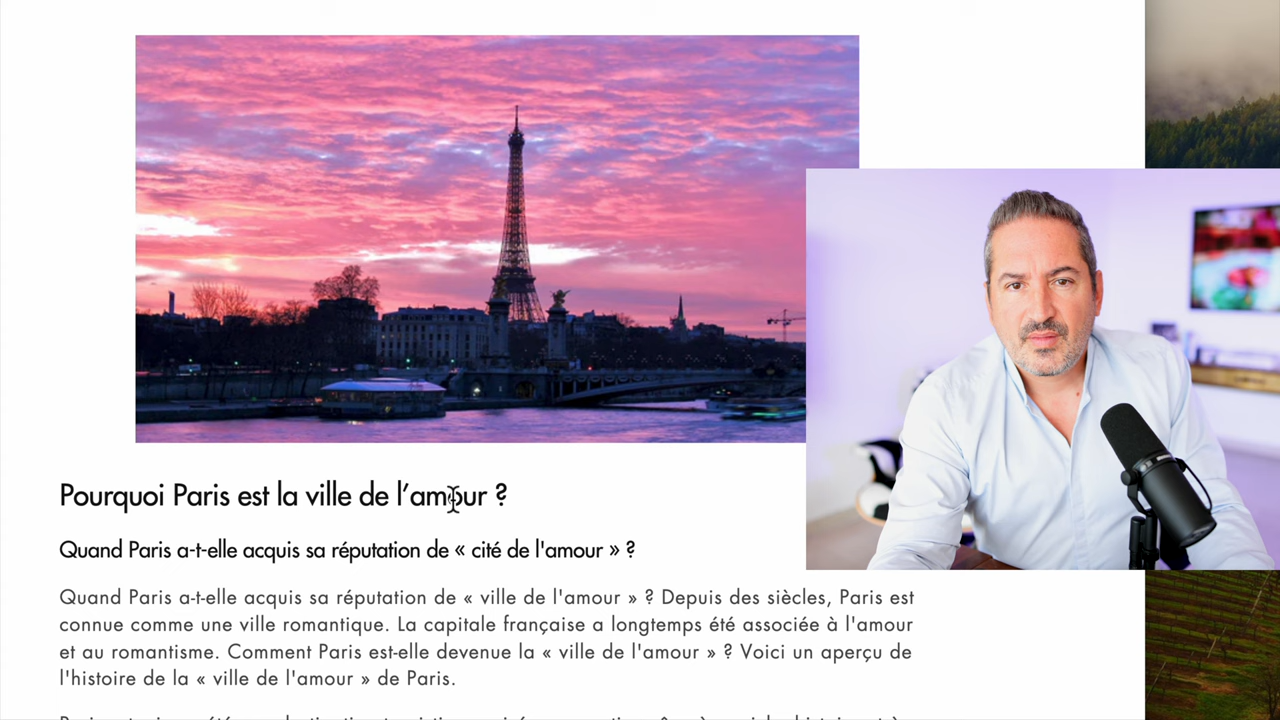 Pourquoi Paris est la ville de l’amour ?
Quand Paris a-t-elle acquis sa réputation de « cité de l'amour » ?
Quand Paris a-t-elle acquis sa réputation de « ville de l'amour » ? Depuis des siècles, Paris est
connue comme une ville romantique. La capitale française a longtemps été associée à l'amour
et au romantisme. Comment Paris est-elle devenue la « ville de l'amour » ? Voici un aperçu de
l'histoire de la « ville de l'amour » de Paris.